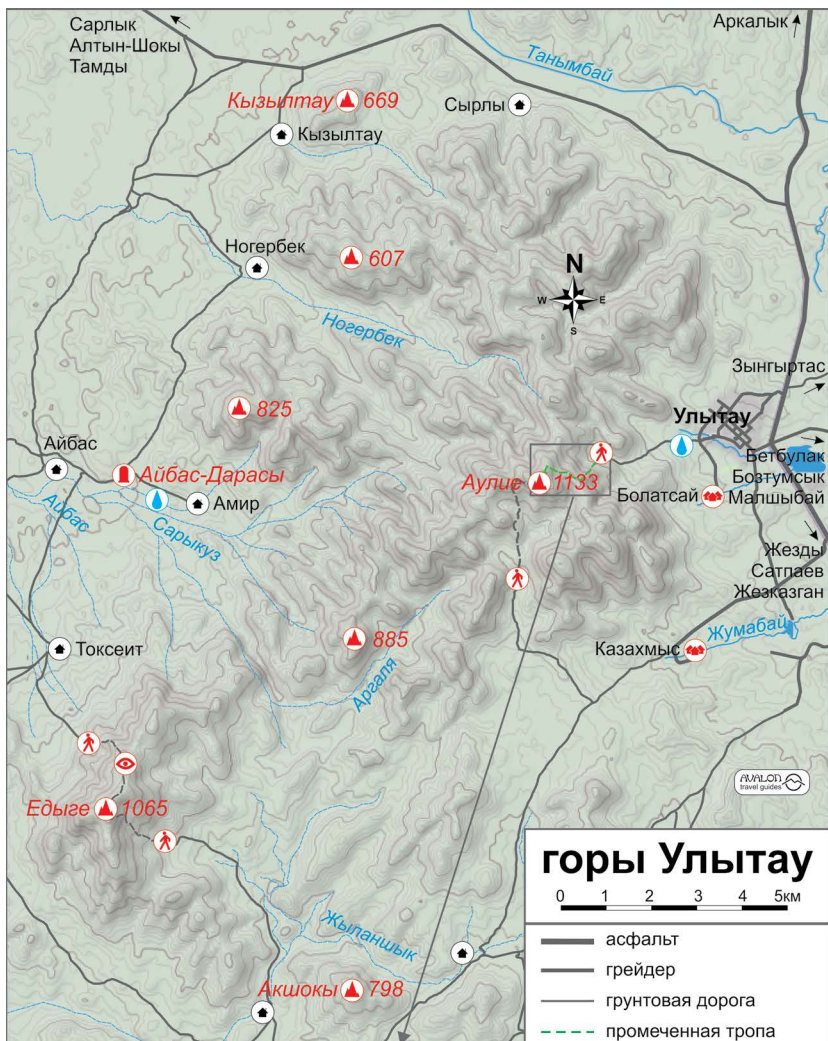 Сарлык
Алтын-Шокы
Тамды
Аркалык
Танымбай
Кызылтау 669
Сырлы
Кызылтау
Ногербек
607
N
W E
S
Ногербек
Зынгыртас
825
Улытау
Айбас
Айбас-Дарасы
Бетбулак
Бозтумсык
Малшыбай
Аулие 1133
Болатсай
Амир
Айбас
Сарыкуз
Жезды
Сатпаев
Жезказган
Жумабай
885
Токсеит
Казахмыс
Аргаля
AVALON
travel guides
Едыге 1065
горы Улытау
0 1 2 3 4 5км
Жыланшык
асфальт
грейдер
Акшокы 798
грунтовая дорога
промеченная тропа